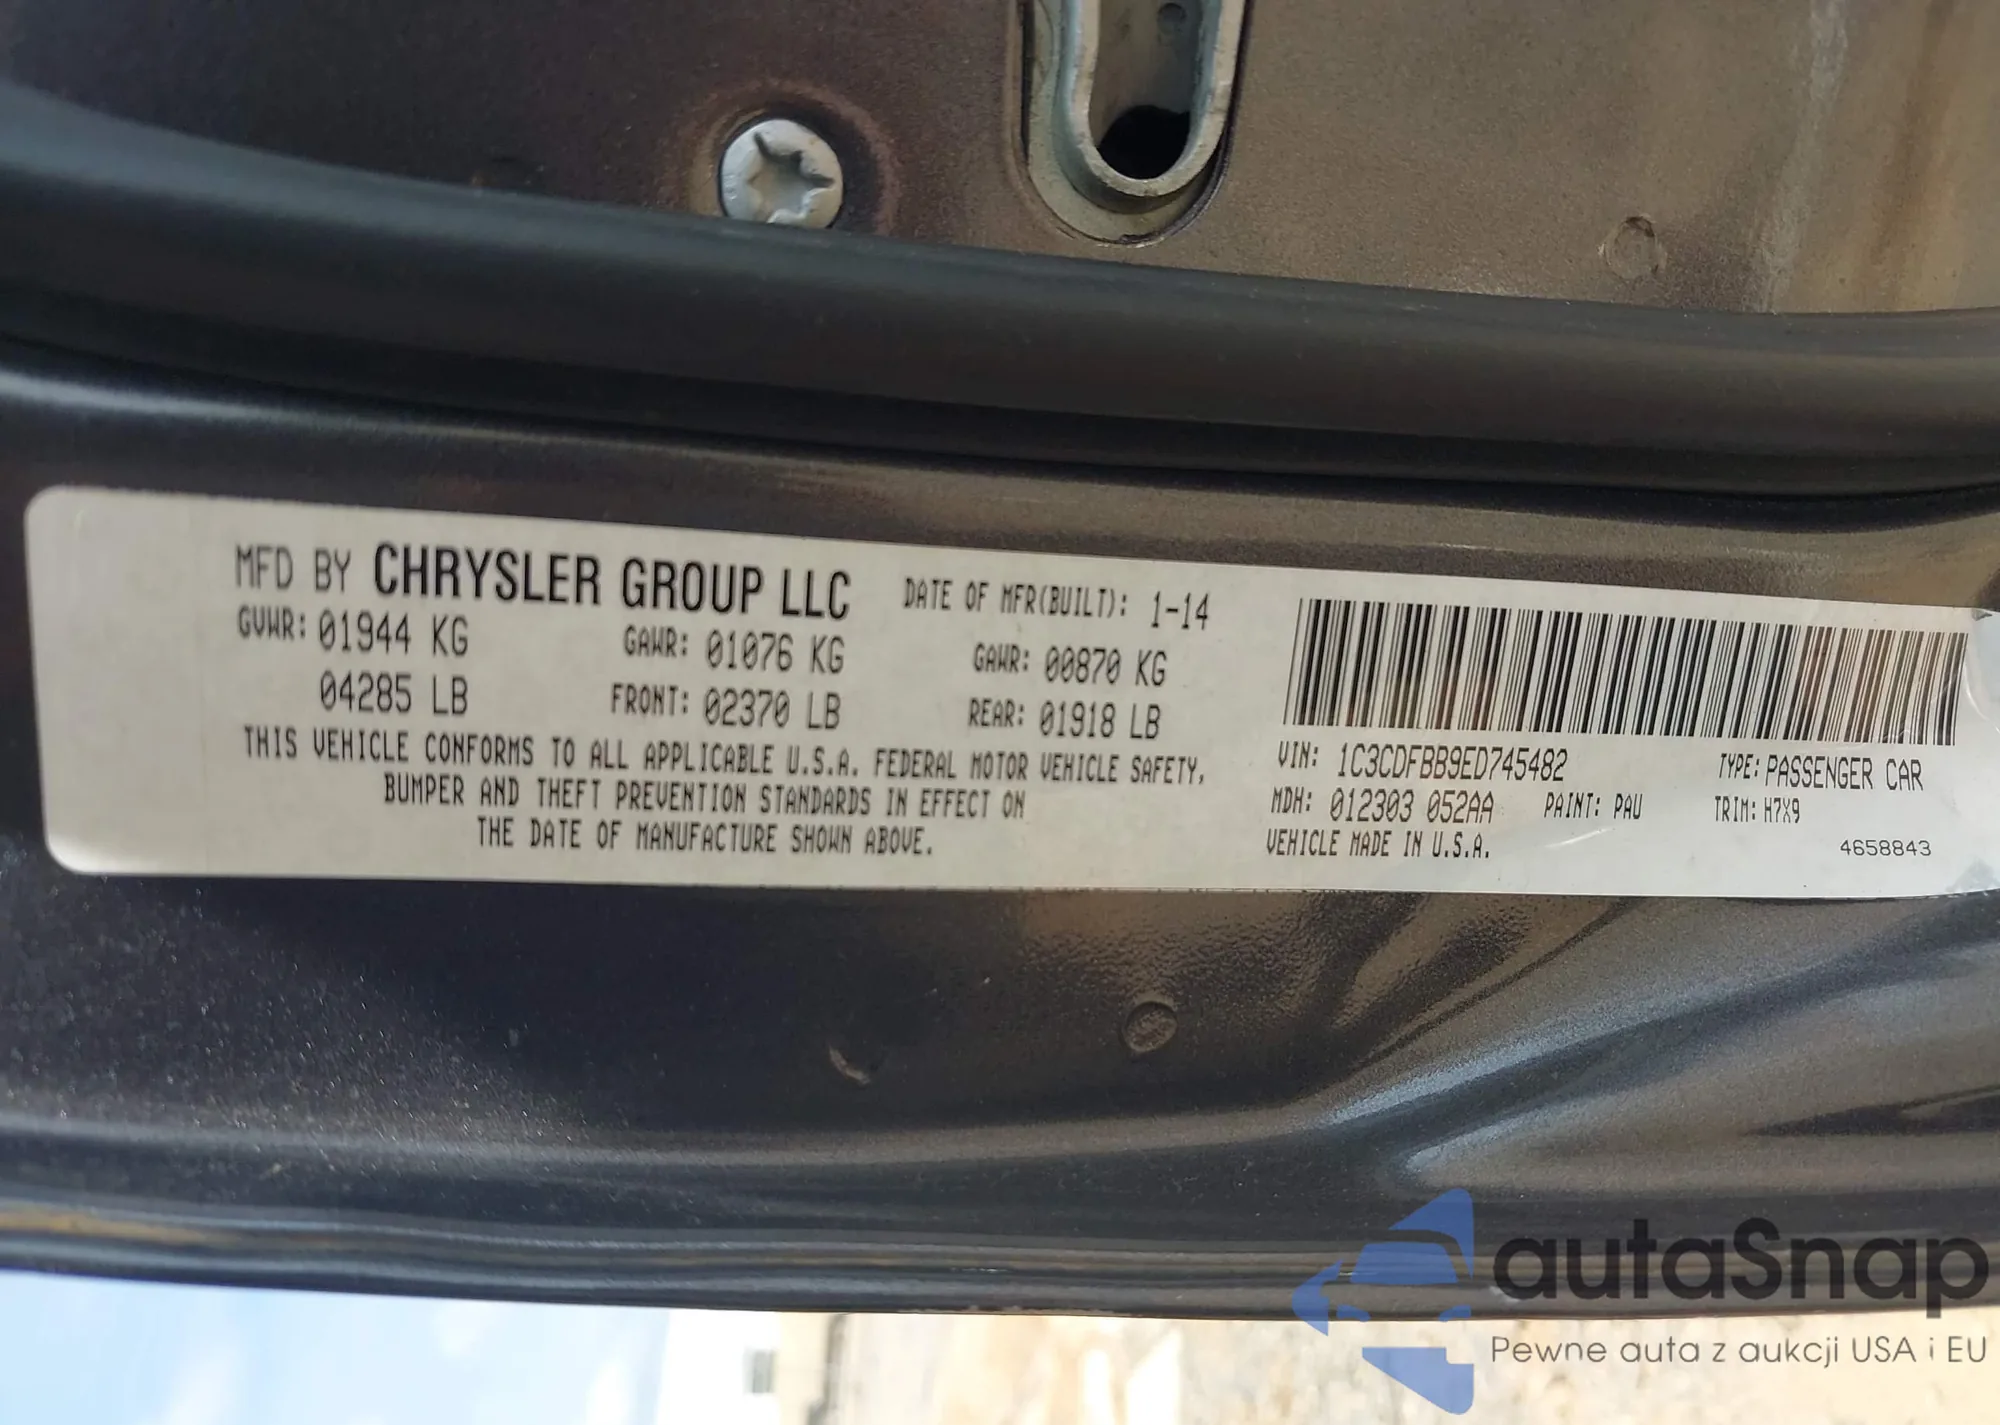 MFD BY CHRYSLER GROUP LLC DATE OF MFR(BUILT): 1-14
GVWR: 01944 KG GAWR: 01076 KG GAWR: 00870 KG
04285 LB FRONT: 02370 LB REAR: 01918 LB
THIS VEHICLE CONFORMS TO ALL APPLICABLE U.S.A. FEDERAL MOTOR VEHICLE SAFETY,
BUMPER AND THEFT PREVENTION STANDARDS IN EFFECT ON
THE DATE OF MANUFACTURE SHOWN ABOVE.
VIN: 1C3CDFBB9ED745482 TYPE: PASSENGER CAR
MDH: 012303 052AA PAINT: PAU TRIM: H7X9
VEHICLE MADE IN U.S.A. 4658843
autaSnap
Pewne auta z aukcji USA i EU